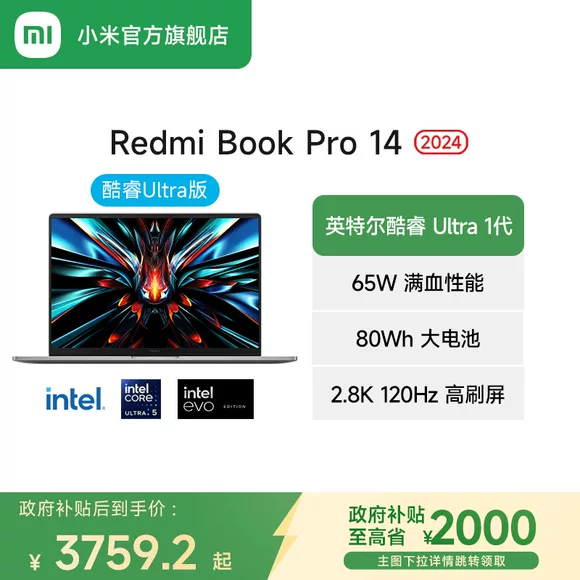 小米官方旗舰店
Redmi Book Pro 14 2024
酷睿Ultra版
英特尔酷睿 Ultra 1代
65W 满血性能
80Wh 大电池
2.8K 120Hz 高刷屏
intel
intel CORE ULTRA 5
intel evo EDITION
政府补贴后到手价：
¥ 3759.2 起
政府补贴
至高省 ¥2000
主图下拉详情跳转领取